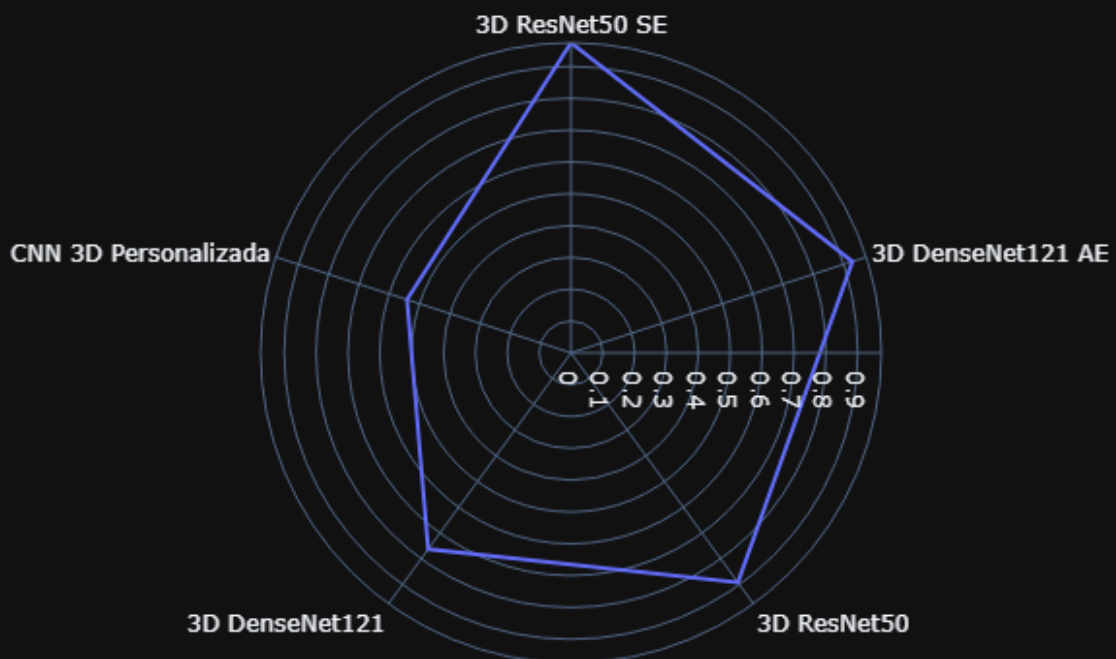 3D ResNet50 SE
CNN 3D Personalizada
3D DenseNet121 AE
0
0.1
0.2
0.3
0.4
0.5
0.6
0.7
0.8
0.9
3D DenseNet121
3D ResNet50